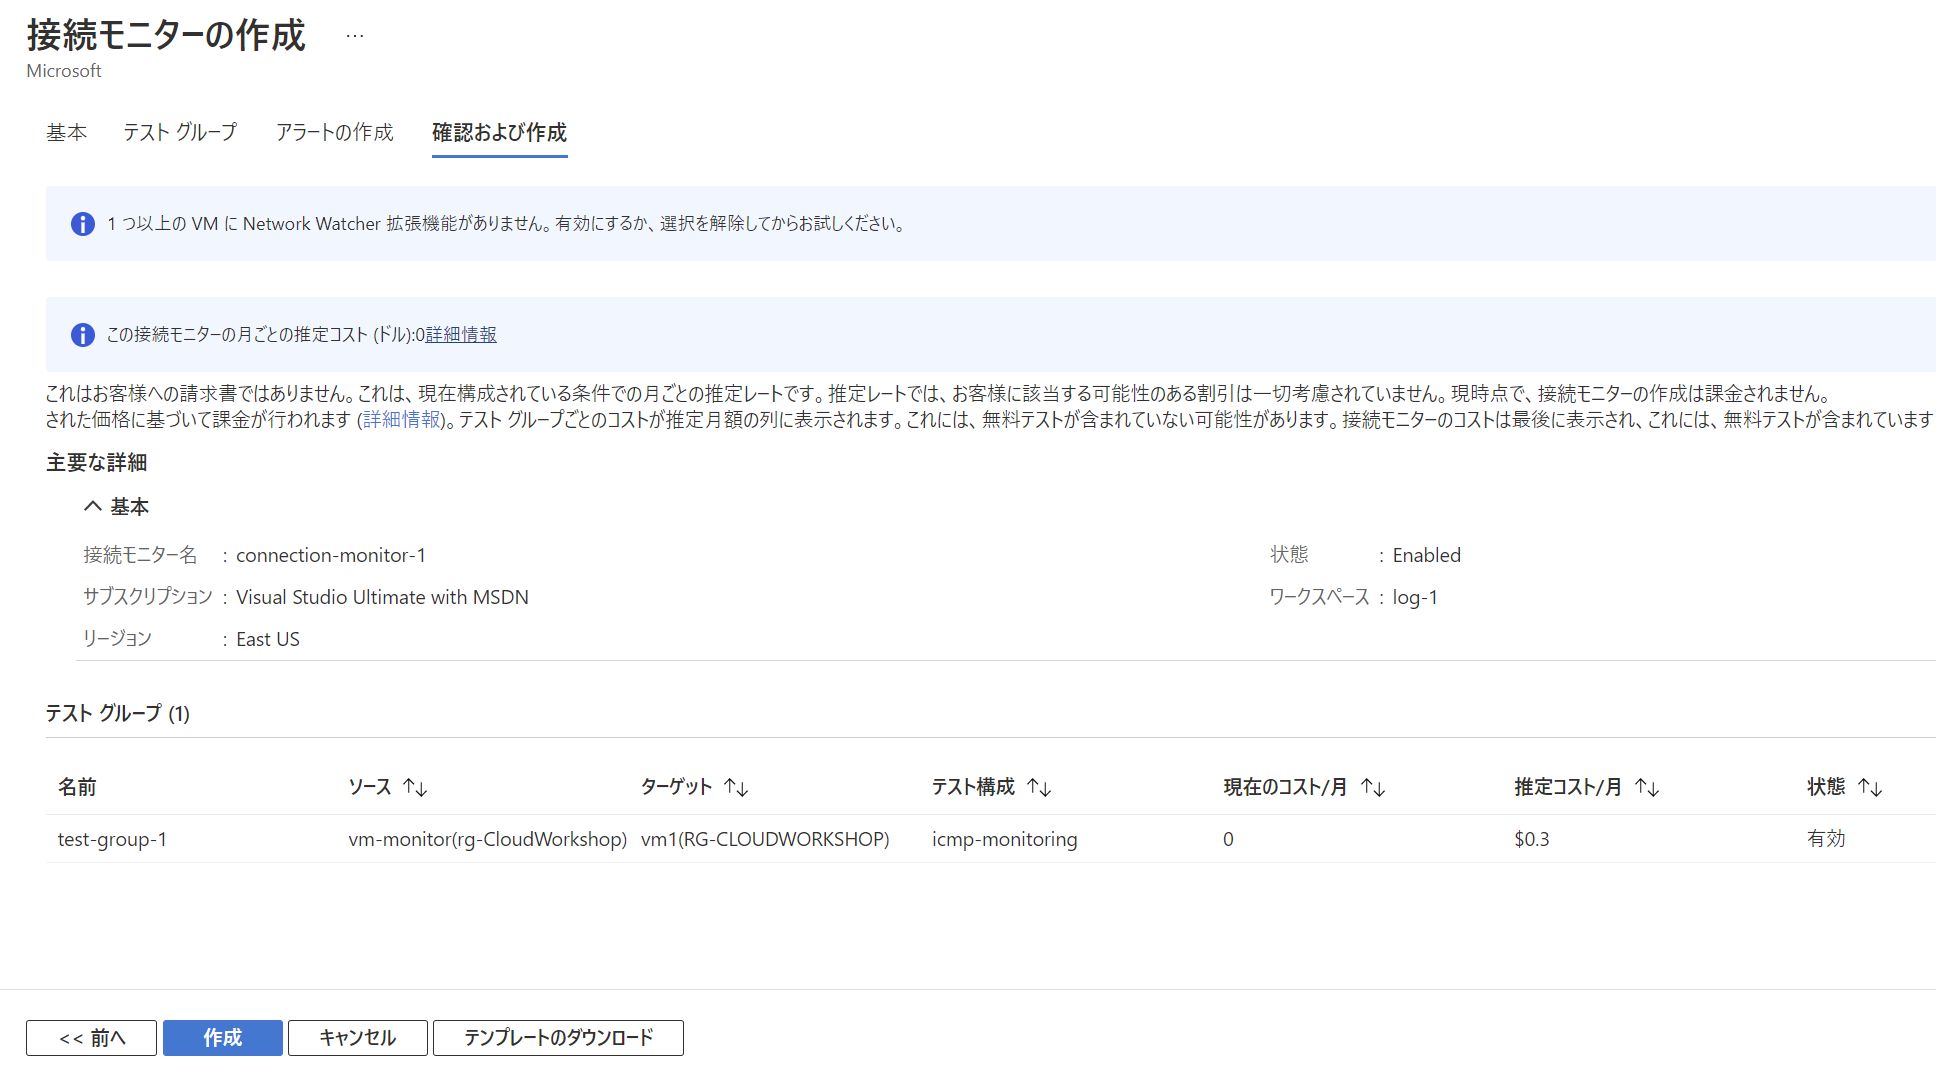 接続モニターの作成 …
Microsoft
基本 テスト グループ アラートの作成 確認および作成
1 つ以上の VM に Network Watcher 拡張機能がありません。有効にするか、選択を解除してからお試しください。
この接続モニターの月ごとの推定コスト (ドル):0詳細情報
これはお客様への請求書ではありません。これは、現在構成されている条件での月ごとの推定レートです。推定レートでは、お客様に該当する可能性のある割引は一切考慮されていません。現時点で、接続モニターの作成は課金されません。
された価格に基づいて課金が行われます (詳細情報)。テスト グループごとのコストが推定月額の列に表示されます。これには、無料テストが含まれていない可能性があります。接続モニターのコストは最後に表示され、これには、無料テストが含まれています
主要な詳細
基本
接続モニター名 : connection-monitor-1 状態 : Enabled
サブスクリプション : Visual Studio Ultimate with MSDN ワークスペース : log-1
リージョン : East US
テスト グループ (1)
名前 ソース ↑↓ ターゲット ↑↓ テスト構成 ↑↓ 現在のコスト/月 ↑↓ 推定コスト/月 ↑↓ 状態 ↑↓
test-group-1 vm-monitor(rg-CloudWorkshop) vm1(RG-CLOUDWORKSHOP) icmp-monitoring 0 $0.3 有効
<< 前へ 作成 キャンセル テンプレートのダウンロード